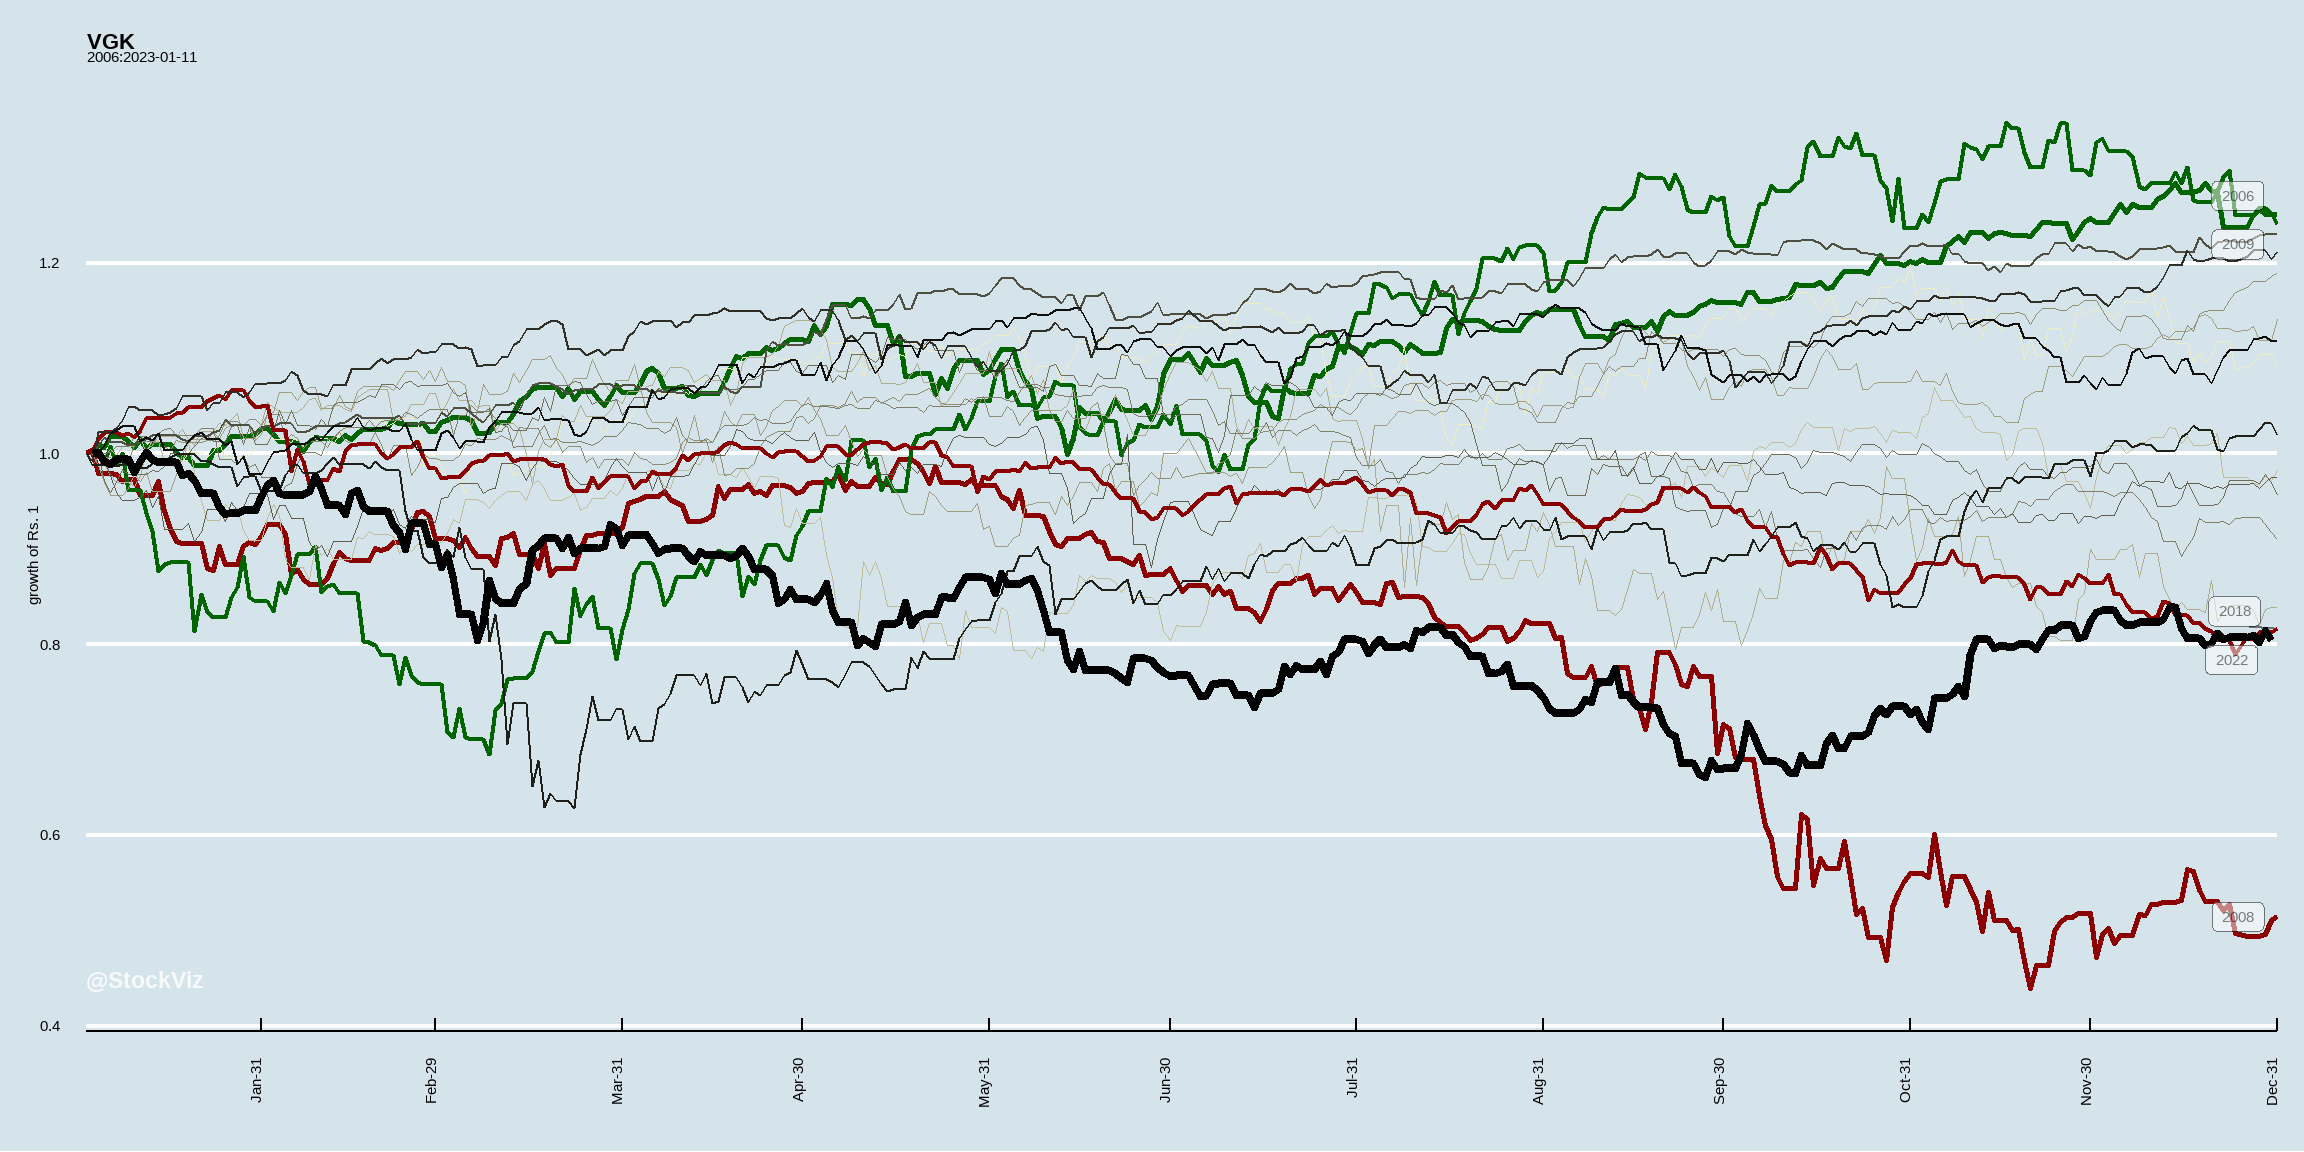 VGK
2006:2023-01-11
growth of Rs. 1
1.2
1.0
0.8
0.6
0.4
2006
2009
2018
2022
2008
@StockViz
Jan-31
Feb-29
Mar-31
Apr-30
May-31
Jun-30
Jul-31
Aug-31
Sep-30
Oct-31
Nov-30
Dec-31